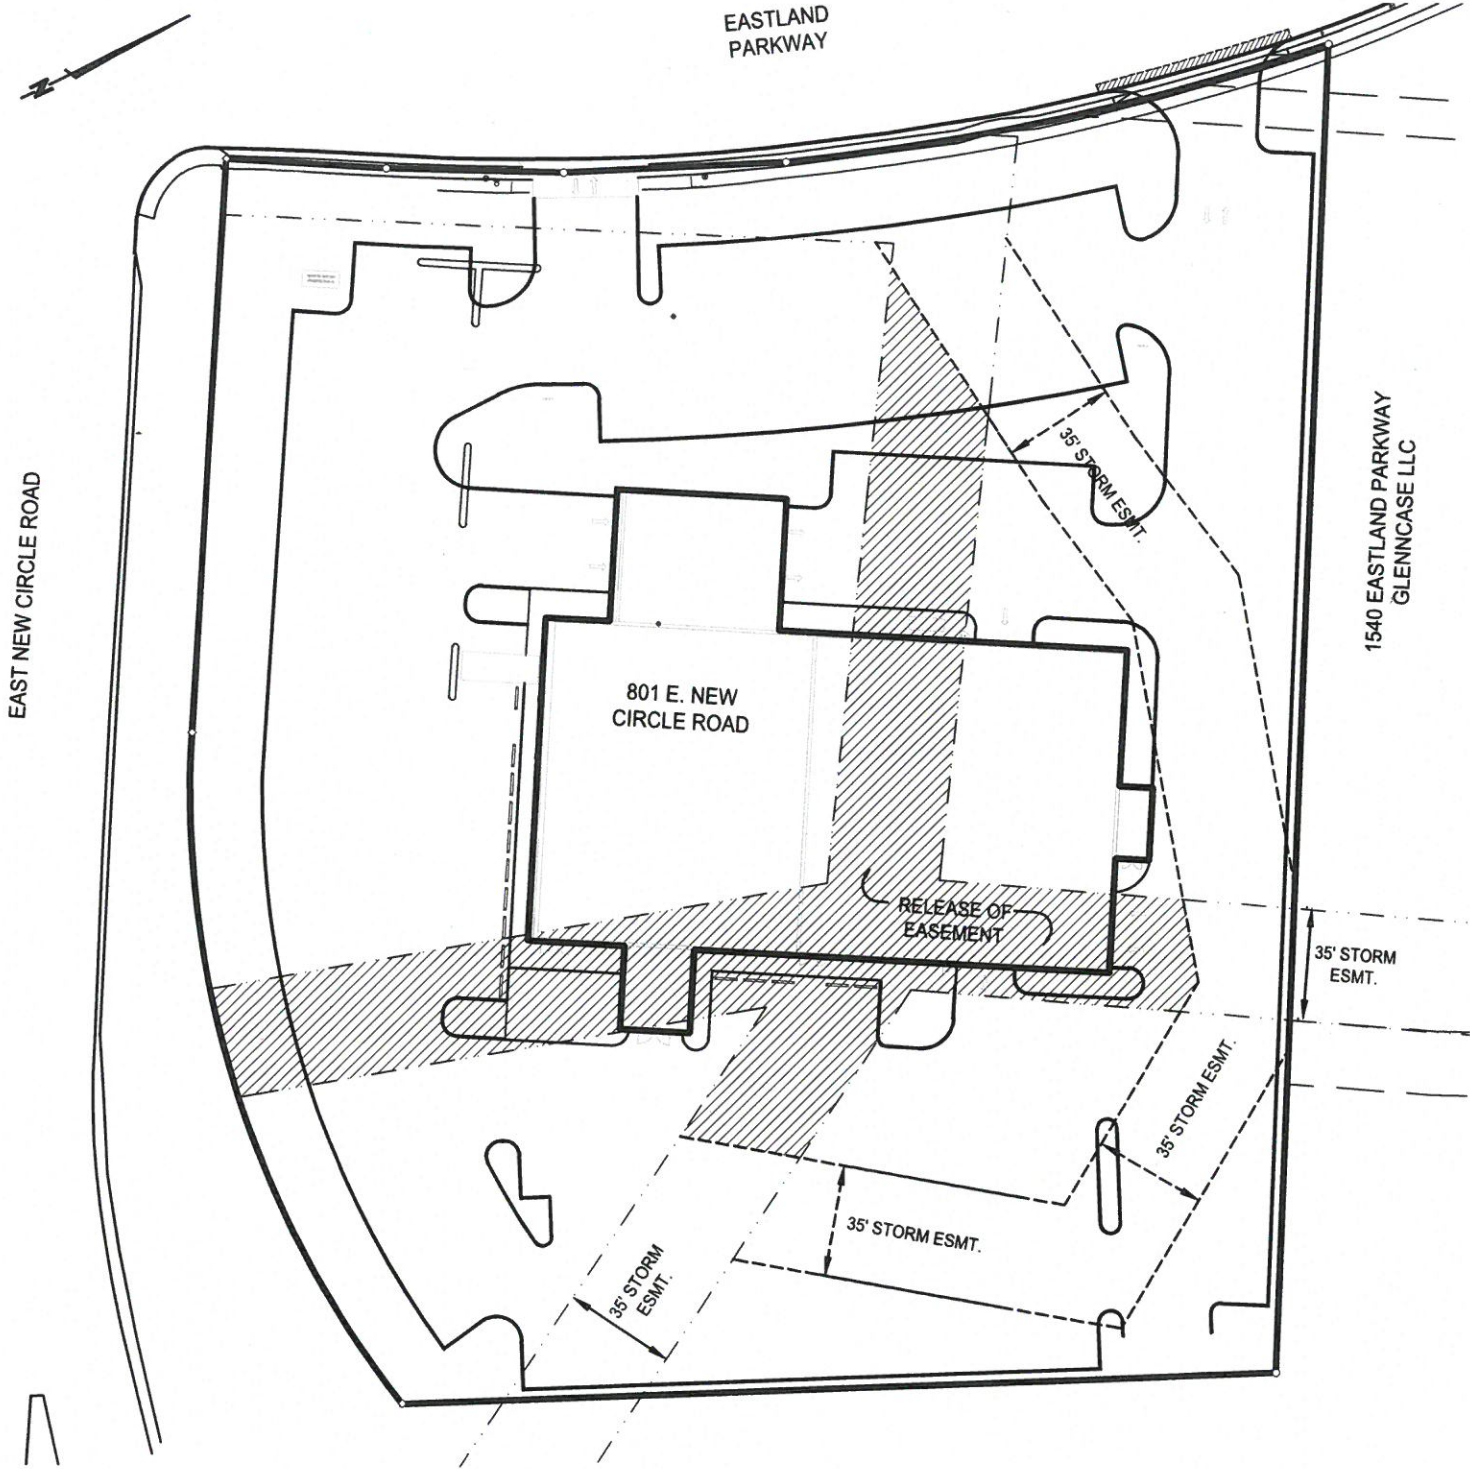 EASTLAND
PARKWAY
N
EAST NEW CIRCLE ROAD
35' STORM ESMT.
1540 EASTLAND PARKWAY
GLENNCASE LLC
801 E. NEW
CIRCLE ROAD
RELEASE OF
EASEMENT
35' STORM
ESMT.
35' STORM ESMT.
35' STORM ESMT.
35' STORM
ESMT.